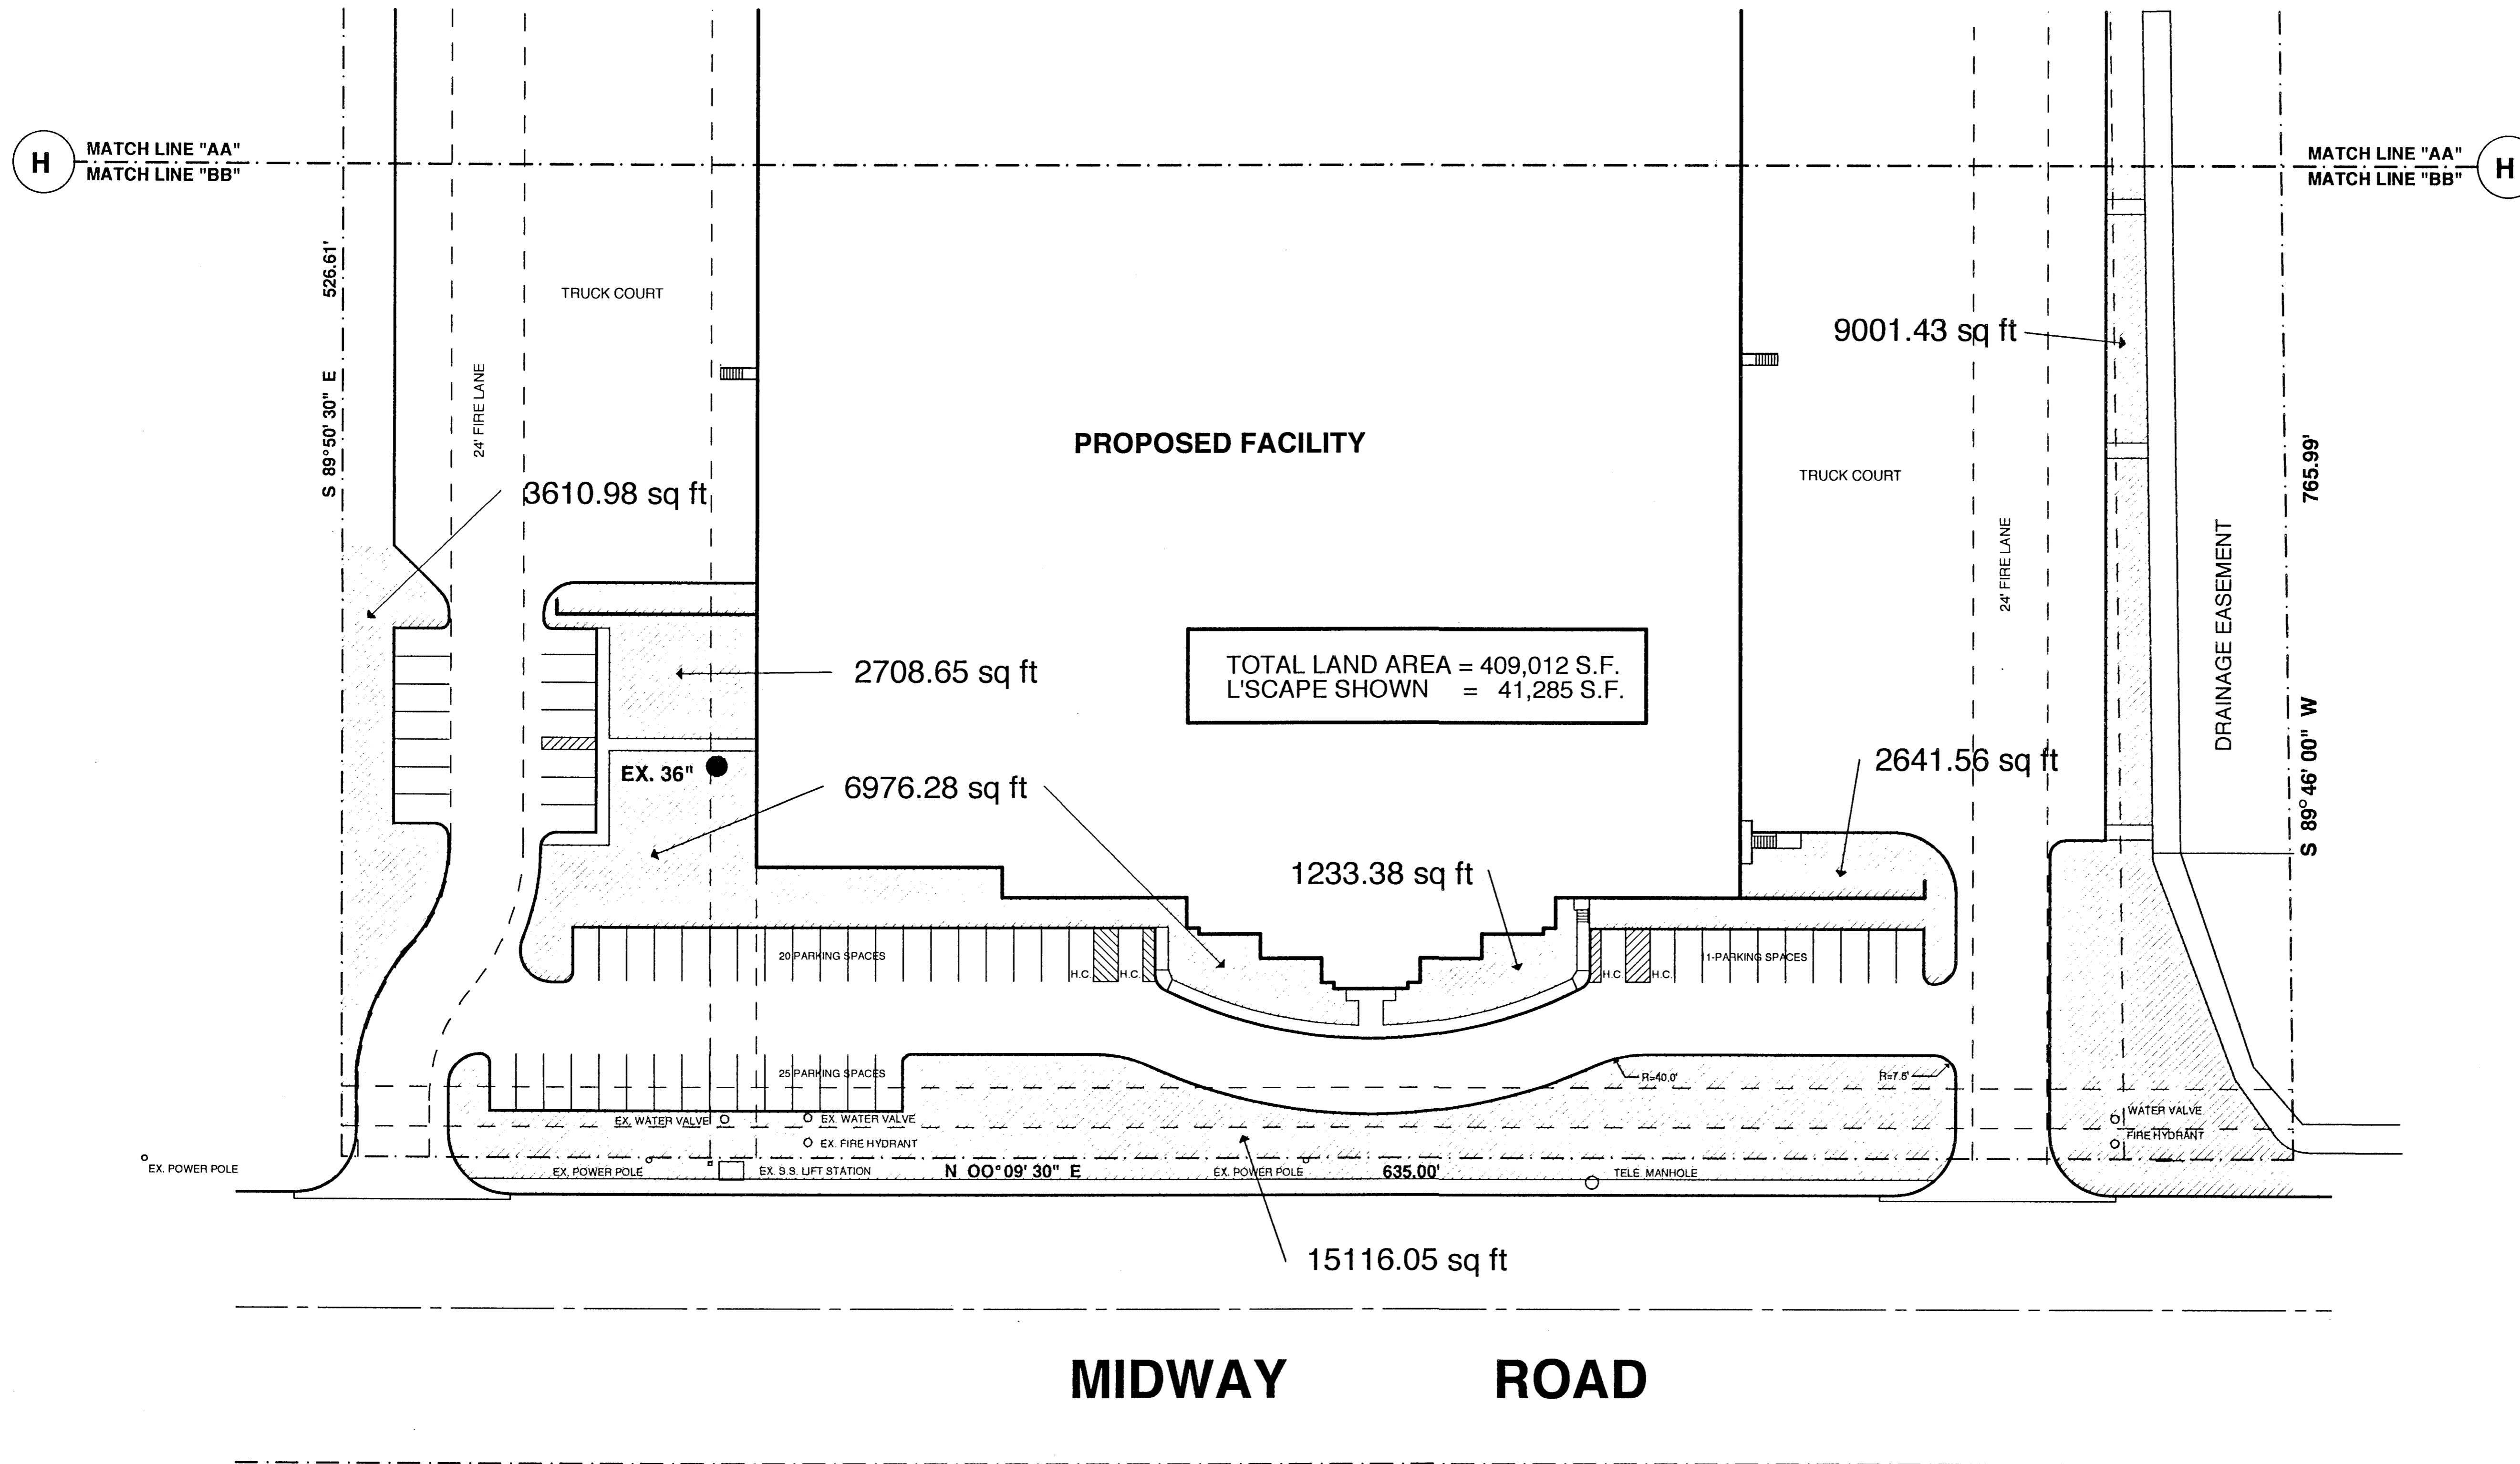 H
MATCH LINE "AA"
MATCH LINE "BB"
MATCH LINE "AA"
MATCH LINE "BB"
H
S 89°50' 30" E 526.61'
24' FIRE LANE
TRUCK COURT
3610.98 sq ft
PROPOSED FACILITY
9001.43 sq ft
TRUCK COURT
24' FIRE LANE
DRAINAGE EASEMENT
S 89°46' 00" W 765.99'
2708.65 sq ft
TOTAL LAND AREA = 409,012 S.F.
L'SCAPE SHOWN = 41,285 S.F.
EX. 36"
6976.28 sq ft
2641.56 sq ft
1233.38 sq ft
20 PARKING SPACES
H.C.
H.C.
H.C.
H.C.
1-PARKING SPACES
25 PARKING SPACES
R=40.0'
R=7.5'
EX. WATER VALVE
EX. WATER VALVE
EX. FIRE HYDRANT
WATER VALVE
FIRE HYDRANT
EX. POWER POLE
EX. POWER POLE
EX. S.S. LIFT STATION
N 00°09' 30" E
EX. POWER POLE
635.00'
TELE MANHOLE
15116.05 sq ft
MIDWAY ROAD